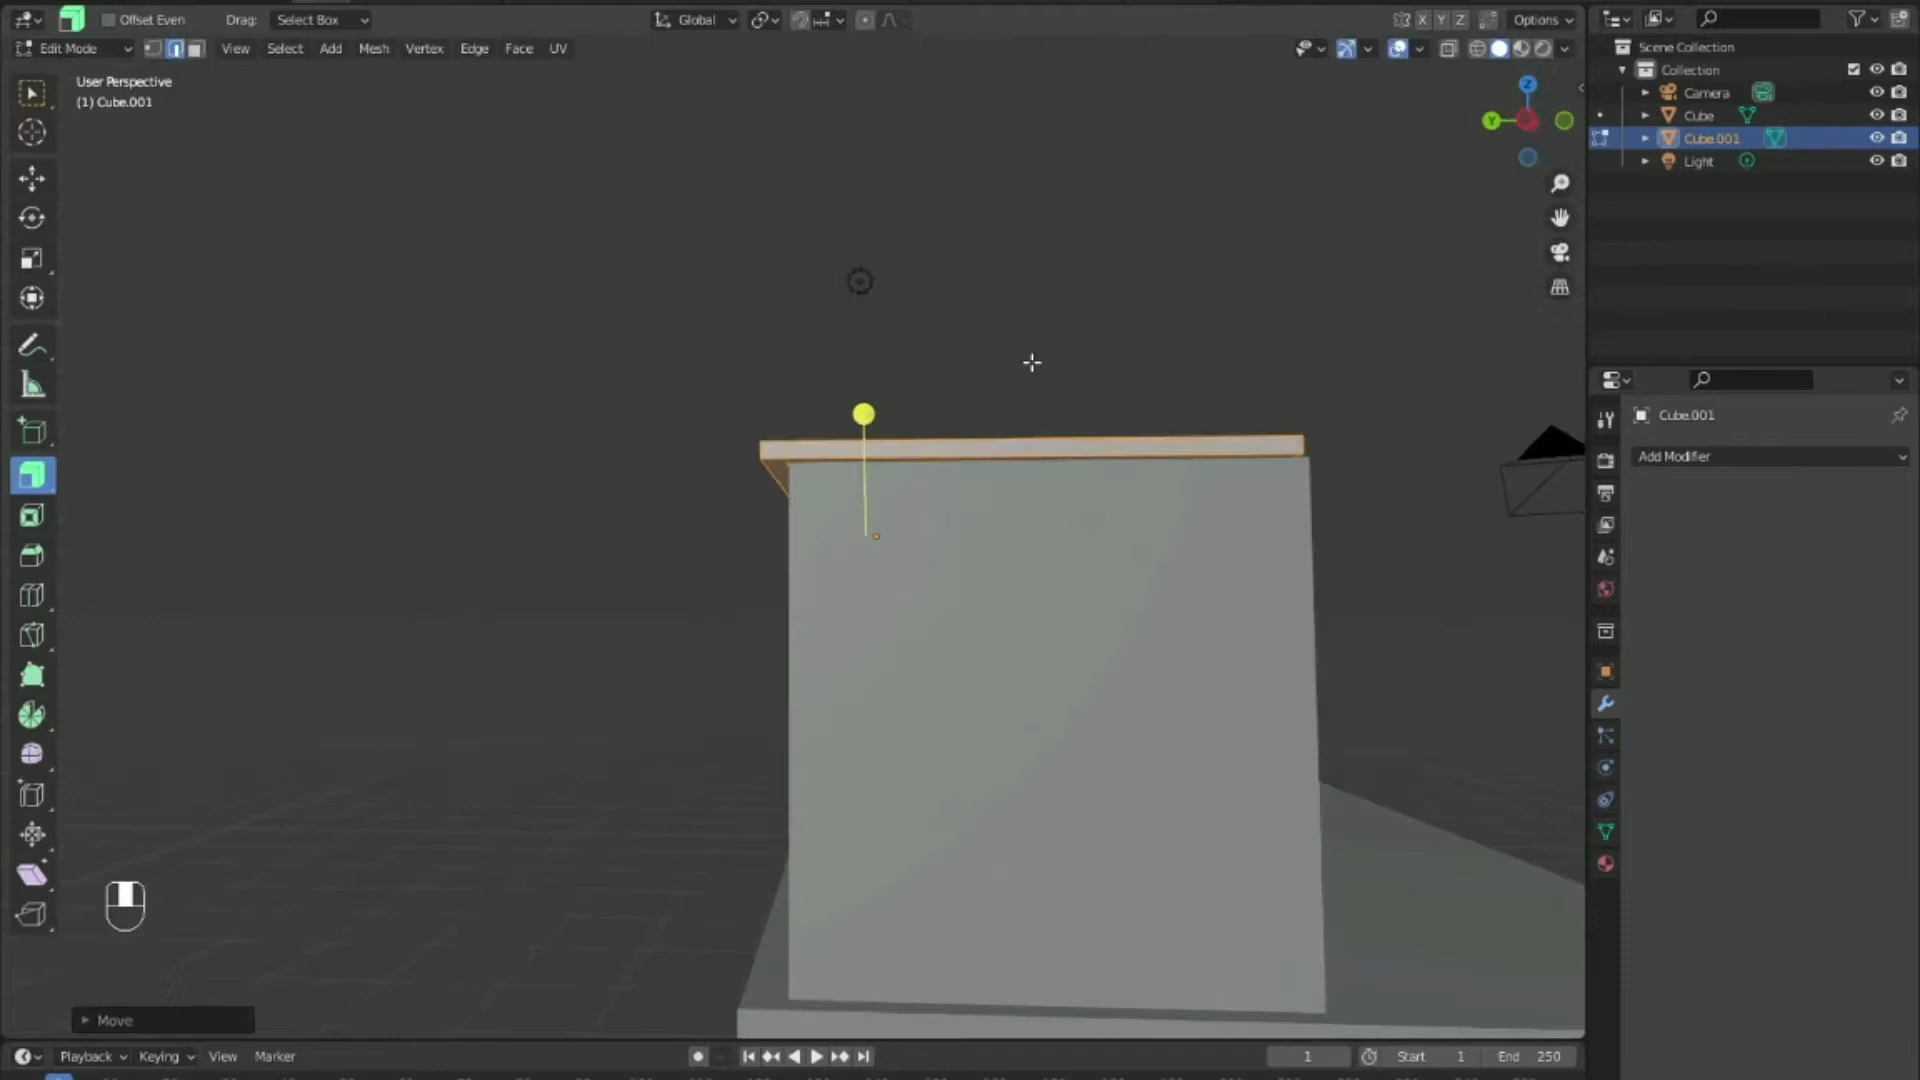 Offset Even Drag: Select Box Global X Y Z Options
Edit Mode View Select Add Mesh Vertex Edge Face UV
User Perspective
(1) Cube.001
Z
Y
Scene Collection
Collection
Camera
Cube
Cube.001
Light
Cube.001
Add Modifier
Move
Playback Keying View Marker 1 Start 1 End 250